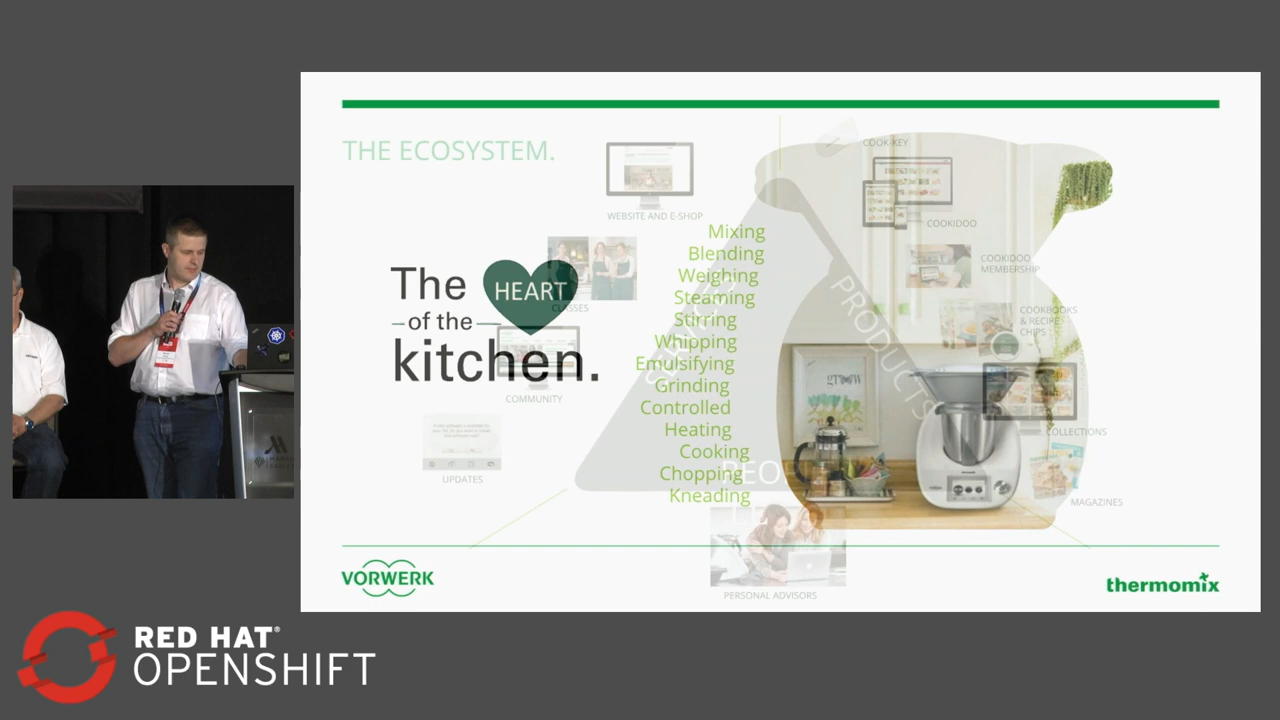 THE ECOSYSTEM.
COOK-KEY
WEBSITE AND E-SHOP
COOKIDOO
Mixing
Blending
Weighing
Steaming
Stirring
Whipping
Emulsifying
Grinding
Controlled
Heating
Cooking
Chopping
Kneading
The HEART
of the
kitchen.
CLASSES
COOKIDOO
MEMBERSHIP
COOKBOOKS
& RECIPE
CHIPS
PRODUCTS
COMMUNITY
COLLECTIONS
UPDATES
MAGAZINES
PERSONAL ADVISORS
VORWERK
thermomix
RED HAT®
OPENSHIFT